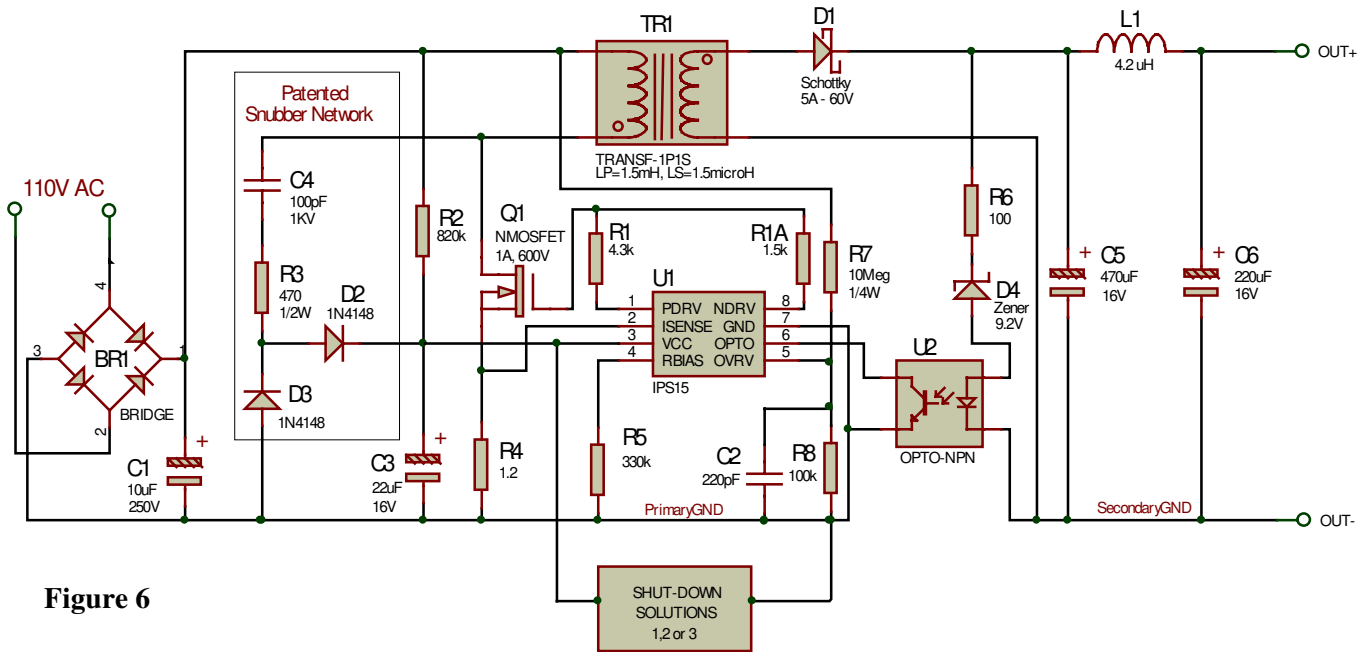 TR1
TRANSF-1P1S
LP=1.5mH, LS=1.5microH
D1
Schottky
5A - 60V
L1
4.2 uH
OUT+
Patented
Snubber Network
C4
100pF
1KV
R3
470
1/2W
D2
1N4148
D3
1N4148
110V AC
4
3
1
2
BR1
BRIDGE
C1
10uF
250V
R2
820k
C3
22uF
16V
Q1
NMOSFET
1A, 600V
R4
1.2
R1
4.3k
R1A
1.5k
R7
10Meg
1/4W
U1
1 PDRV NDRV 8
2 ISENSE GND 7
3 VCC OPTO 6
4 RBIAS OVRV 5
IPS15
R5
330k
C2
220pF
R8
100k
PrimaryGND
U2
OPTO-NPN
R6
100
D4
Zener
9.2V
C5
470uF
16V
C6
220uF
16V
SecondaryGND
OUT-
SHUT-DOWN
SOLUTIONS
1,2 or 3
Figure 6